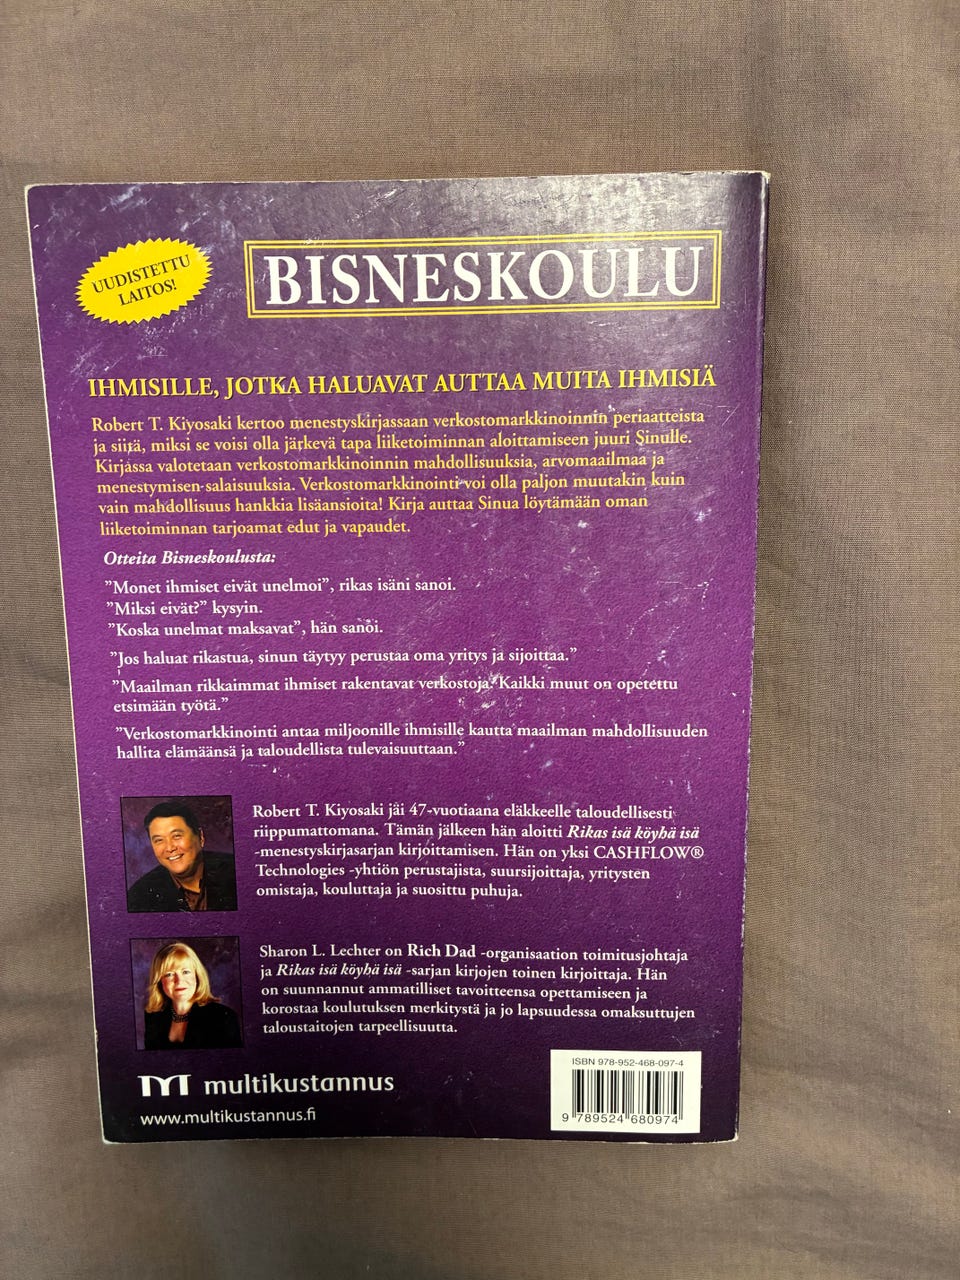 UUDISTETTU
LAITOS!
BISNESKOULU
IHMISILLE, JOTKA HALUAVAT AUTTAA MUITA IHMISIÄ
Robert T. Kiyosaki kertoo menestyskirjassaan verkostomarkkinoinnin periaatteista
ja siitä, miksi se voisi olla järkevä tapa liiketoiminnan aloittamiseen juuri Sinulle.
Kirjassa valotetaan verkostomarkkinoinnin mahdollisuuksia, arvomaailmaa ja
menestymisen salaisuuksia. Verkostomarkkinointi voi olla paljon muutakin kuin
vain mahdollisuus hankkia lisäansioita! Kirja auttaa Sinua löytämään oman
liiketoiminnan tarjoamat edut ja vapaudet.
Otteita Bisneskoulusta:
”Monet ihmiset eivät unelmoi”, rikas isäni sanoi.
”Miksi eivät?” kysyin.
”Koska unelmat maksavat”, hän sanoi.
”Jos haluat rikastua, sinun täytyy perustaa oma yritys ja sijoittaa.”
”Maailman rikkaimmat ihmiset rakentavat verkostoja. Kaikki muut on opetettu
etsimään työtä.”
”Verkostomarkkinointi antaa miljoonille ihmisille kautta maailman mahdollisuuden
hallita elämäänsä ja taloudellista tulevaisuuttaan.”
Robert T. Kiyosaki jäi 47-vuotiaana eläkkeelle taloudellisesti
riippumattomana. Tämän jälkeen hän aloitti Rikas isä köyhä isä
-menestyskirjasarjan kirjoittamisen. Hän on yksi CASHFLOW®
Technologies -yhtiön perustajista, suursijoittaja, yritysten
omistaja, kouluttaja ja suosittu puhuja.
Sharon L. Lechter on Rich Dad -organisaation toimitusjohtaja
ja Rikas isä köyhä isä -sarjan kirjojen toinen kirjoittaja. Hän
on suunnannut ammatilliset tavoitteensa opettamiseen ja
korostaa koulutuksen merkitystä ja jo lapsuudessa omaksuttujen
taloustaitojen tarpeellisuutta.
multikustannus
www.multikustannus.fi
ISBN 978-952-468-097-4
9 789524 680974